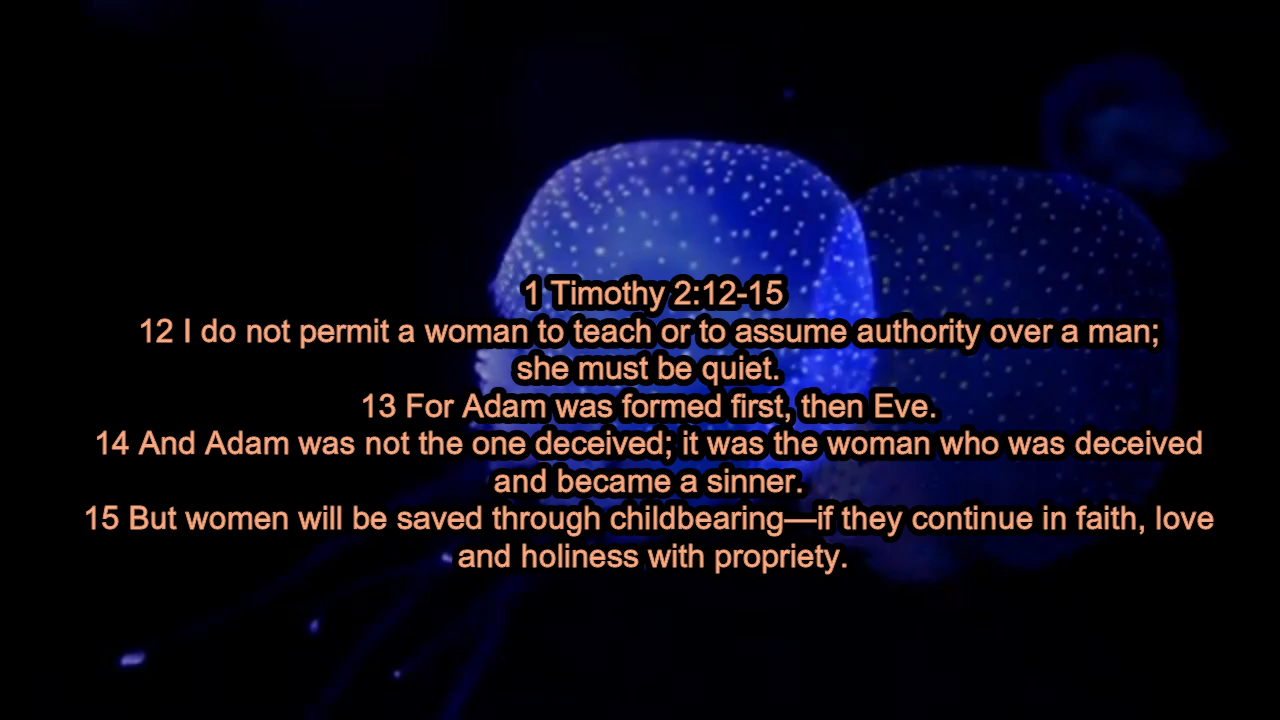 1 Timothy 2:12-15
12 I do not permit a woman to teach or to assume authority over a man;
she must be quiet.
13 For Adam was formed first, then Eve.
14 And Adam was not the one deceived; it was the woman who was deceived
and became a sinner.
15 But women will be saved through childbearing—if they continue in faith, love
and holiness with propriety.